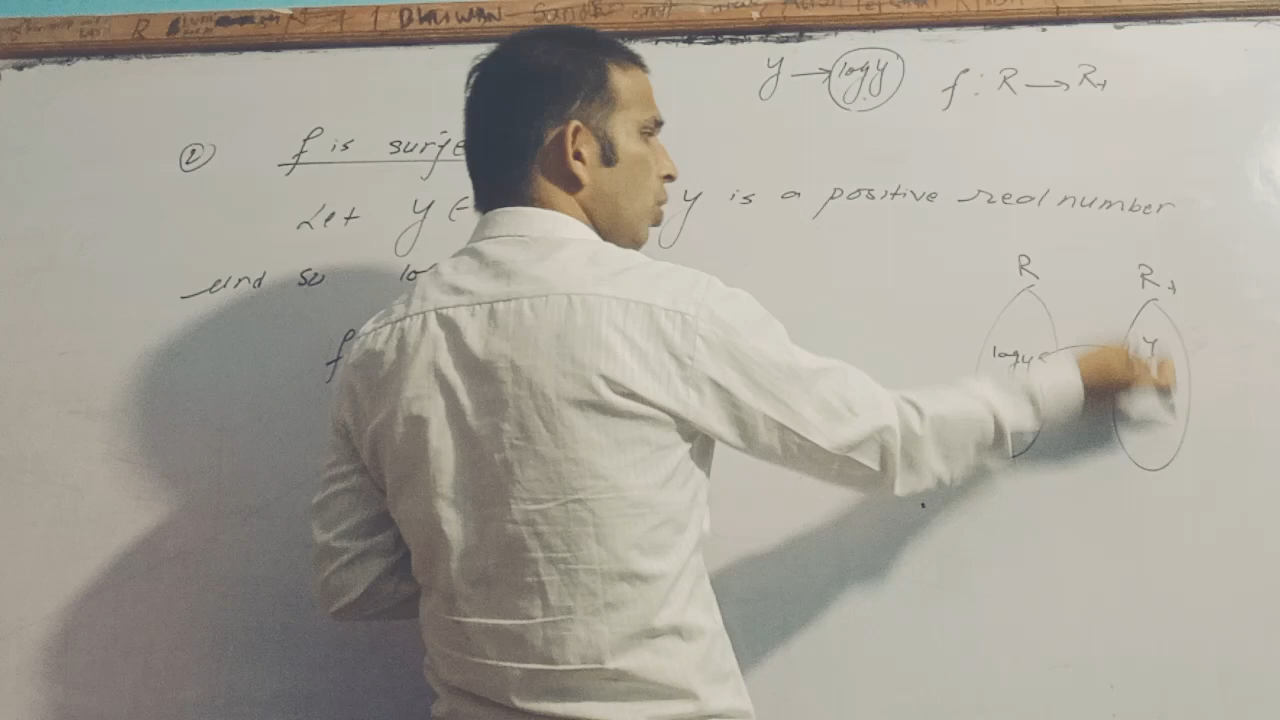 R
y → log y f : R → R+
② f is surje
Let y ∈ y is a positive real number
and so lo
R R+
log y y
f